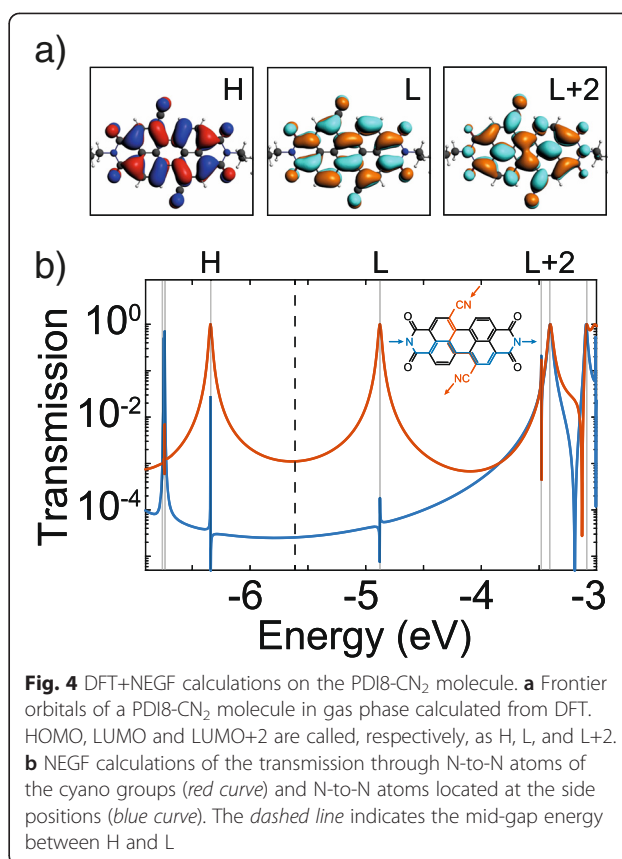 a)
H
L
L+2
b)
H
L
L+2
Transmission
10⁰
10⁻²
10⁻⁴
O
CN
O
N
N
O
NC
O
-6
-5
-4
-3
Energy (eV)
Fig. 4 DFT+NEGF calculations on the PDI8-CN₂ molecule. a Frontier
orbitals of a PDI8-CN₂ molecule in gas phase calculated from DFT.
HOMO, LUMO and LUMO+2 are called, respectively, as H, L, and L+2.
b NEGF calculations of the transmission through N-to-N atoms of
the cyano groups (red curve) and N-to-N atoms located at the side
positions (blue curve). The dashed line indicates the mid-gap energy
between H and L